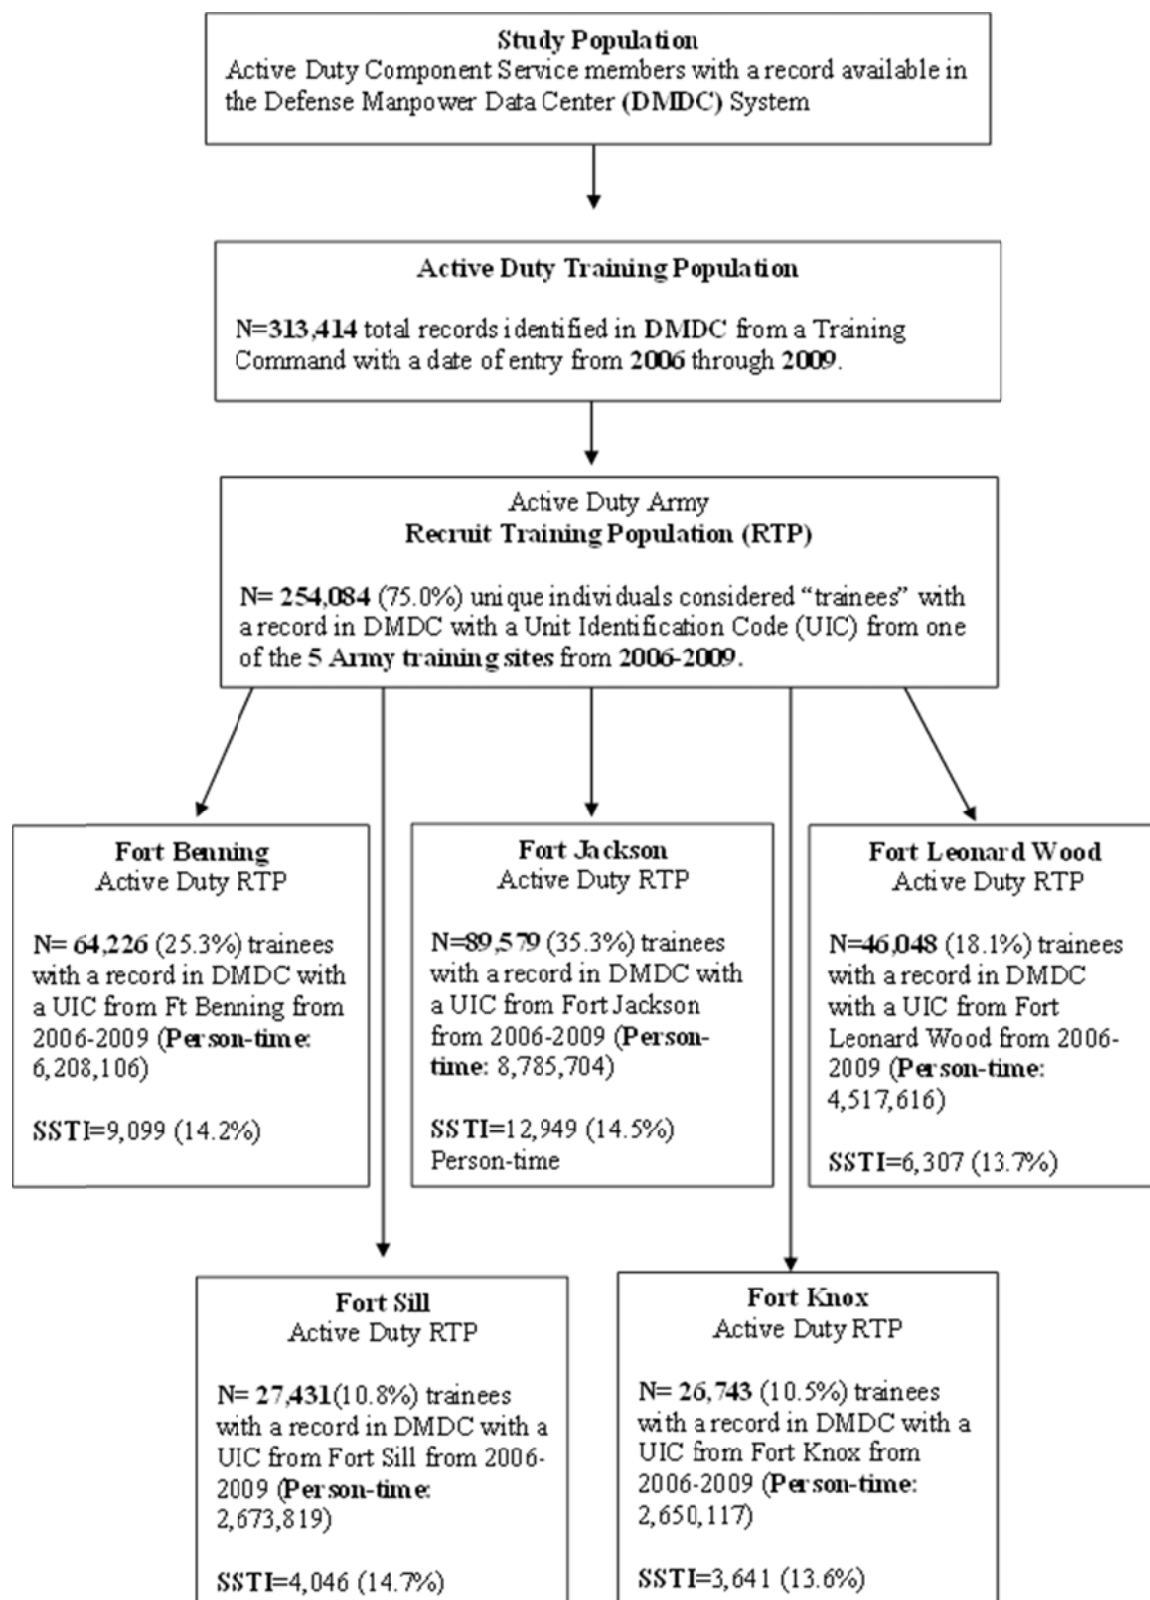 Study Population
Active Duty Component Service members with a record available in
the Defense Manpower Data Center (DMDC) System
Active Duty Training Population
N=313,414 total records identified in DMDC from a Training
Command with a date of entry from 2006 through 2009.
Active Duty Army
Recruit Training Population (RTP)
N= 254,084 (75.0%) unique individuals considered “trainees” with
a record in DMDC with a Unit Identification Code (UIC) from one
of the 5 Army training sites from 2006-2009.
Fort Benning
Active Duty RTP
N= 64,226 (25.3%) trainees
with a record in DMDC with
a UIC from Ft Benning from
2006-2009 (Person-time:
6,208,106)
SSTI=9,099 (14.2%)
Fort Jackson
Active Duty RTP
N=89,579 (35.3%) trainees
with a record in DMDC with
a UIC from Fort Jackson
from 2006-2009 (Person-
time: 8,785,704)
SSTI=12,949 (14.5%)
Person-time
Fort Leonard Wood
Active Duty RTP
N=46,048 (18.1%) trainees
with a record in DMDC
with a UIC from Fort
Leonard Wood from 2006-
2009 (Person-time:
4,517,616)
SSTI=6,307 (13.7%)
Fort Sill
Active Duty RTP
N= 27,431(10.8%) trainees
with a record in DMDC with a
UIC from Fort Sill from 2006-
2009 (Person-time:
2,673,819)
SSTI=4,046 (14.7%)
Fort Knox
Active Duty RTP
N= 26,743 (10.5%) trainees
with a record in DMDC with a
UIC from Fort Knox from
2006-2009 (Person-time:
2,650,117)
SSTI=3,641 (13.6%)